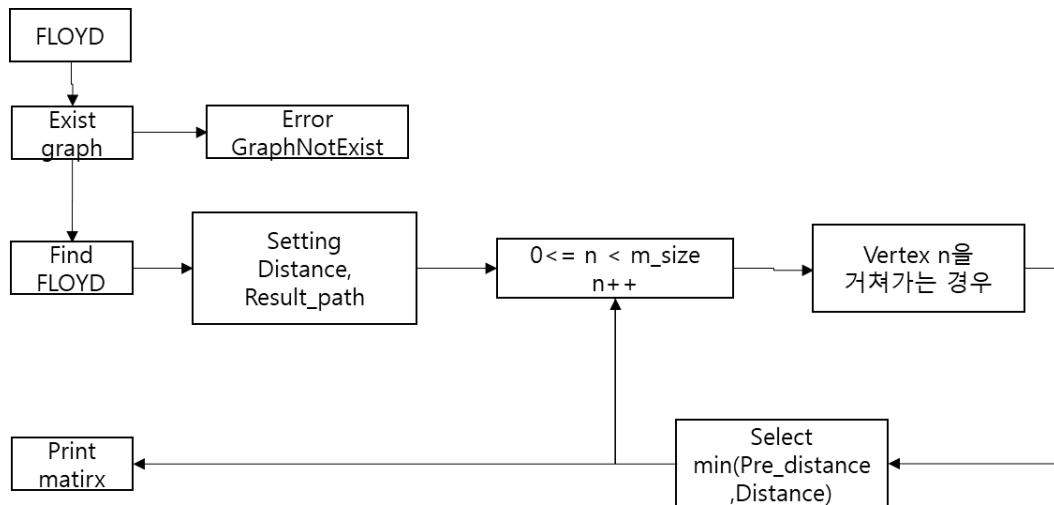 FLOYD
Exist
graph
Error
GraphNotExist
Find
FLOYD
Setting
Distance,
Result_path
0<= n < m_size
n++
Vertex n을
거쳐가는 경우
Print
matirx
Select
min(Pre_distance
,Distance)